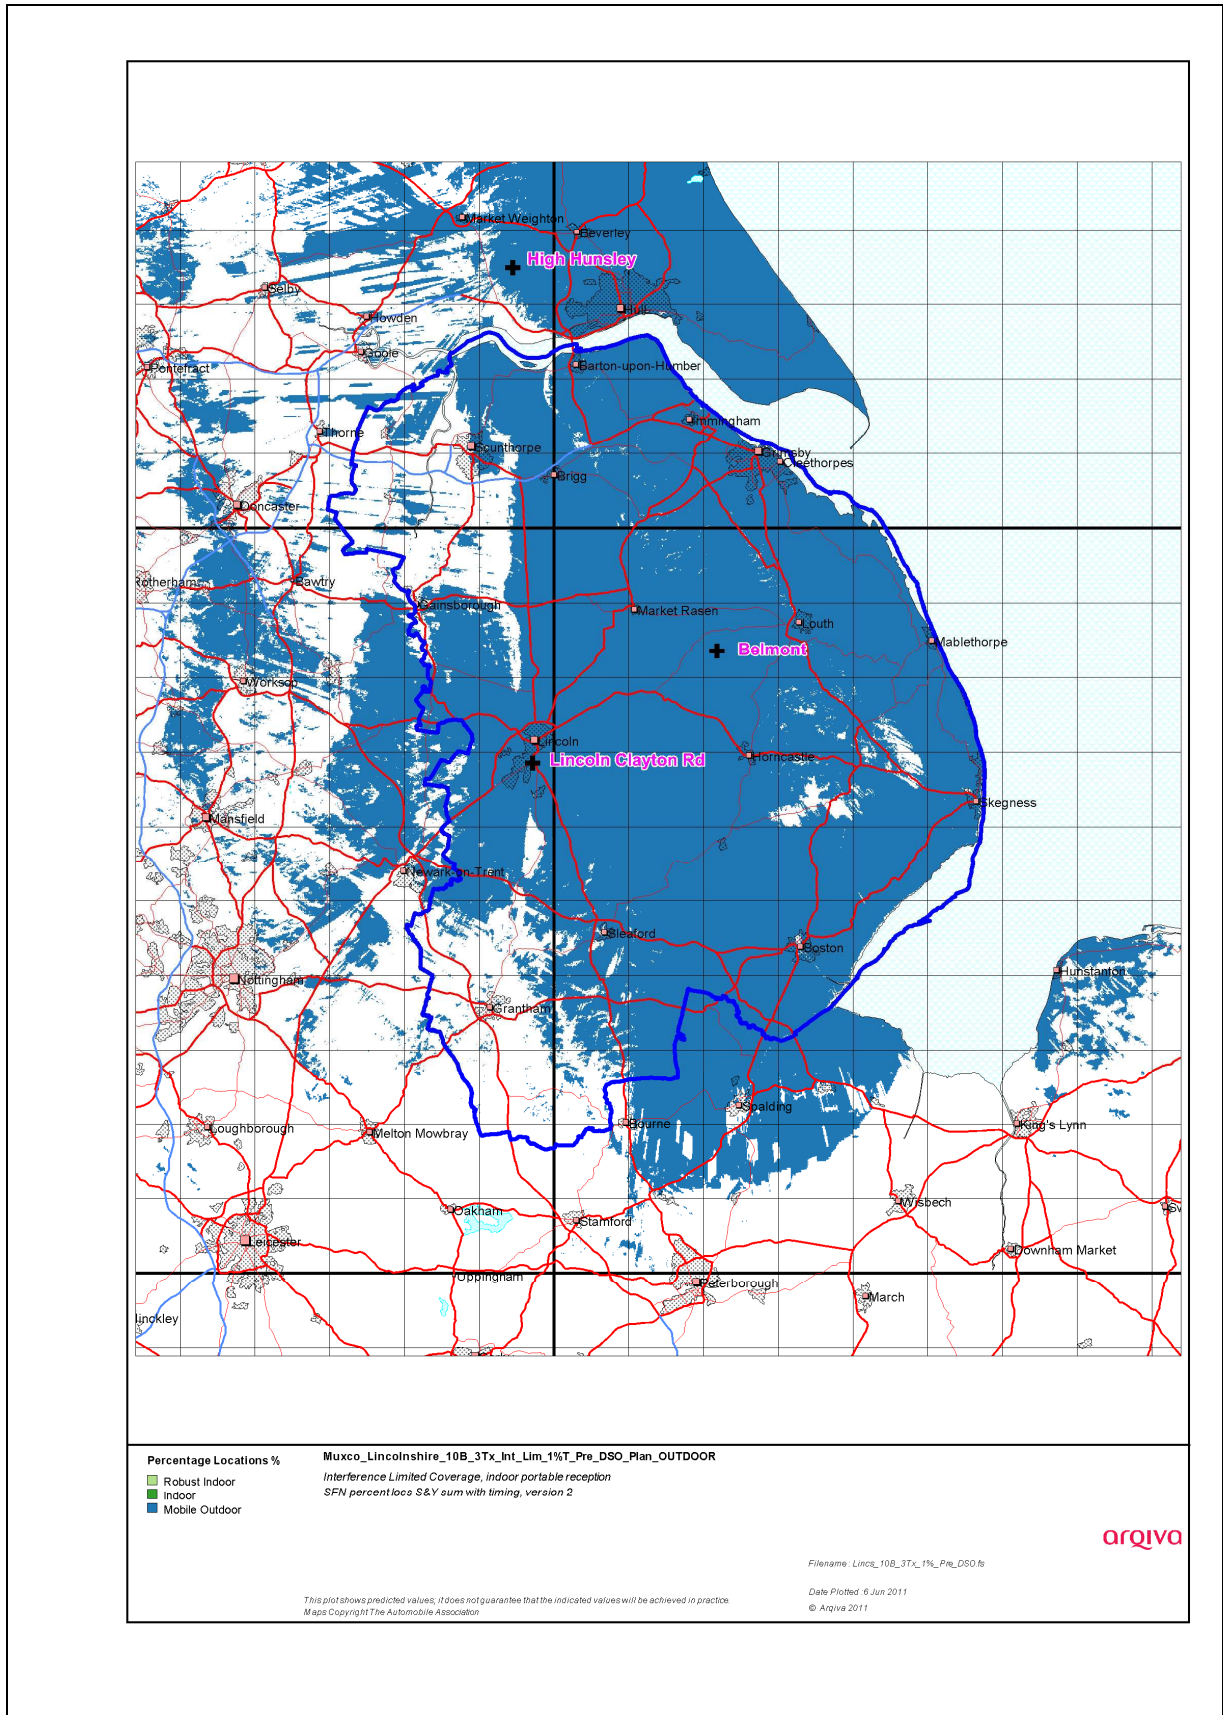 Market Weighton
Beverley
High Hunsley
Selby
Hull
Howden
Goole
Pontefract
Barton-upon-Humber
Immingham
Thorne
Scunthorpe
Grimsby
Cleethorpes
Brigg
Doncaster
Rotherham
Bawtry
Gainsborough
Market Rasen
Louth
Mablethorpe
Belmont
Worksop
Lincoln
Lincoln Clayton Rd
Horncastle
Skegness
Mansfield
Newark-on-Trent
Sleaford
Boston
Nottingham
Hunstanton
Grantham
Spalding
Loughborough
Melton Mowbray
Bourne
King's Lynn
Oakham
Stamford
Wisbech
Leicester
Downham Market
Uppingham
Peterborough
March
Hinckley
Percentage Locations %
Robust Indoor
Indoor
Mobile Outdoor
Muxco_Lincolnshire_10B_3Tx_Int_Lim_1%T_Pre_DSO_Plan_OUTDOOR
Interference Limited Coverage, indoor portable reception
SFN percent locs S&Y sum with timing, version 2
arqiva
Filename : Lincs_10B_3Tx_1%_Pre_DSO.fs
Date Plotted :6 Jun 2011
© Arqiva 2011
This plot shows predicted values; it does not guarantee that the indicated values will be achieved in practice.
Maps Copyright The Automobile Association